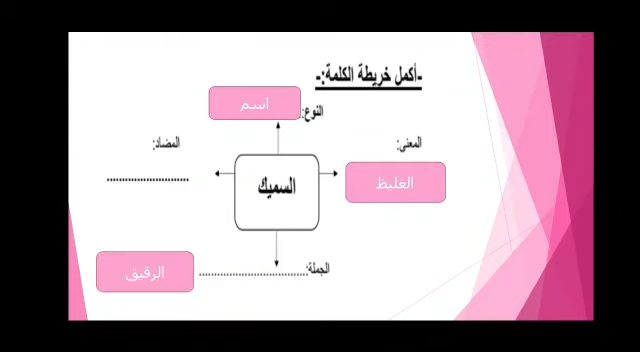 -أكمل خريطة الكلمة:-
اسم
النوع:
المعنى:
المضاد:
الغليظ
السميك
........................
الجملة:................................
الرقيق